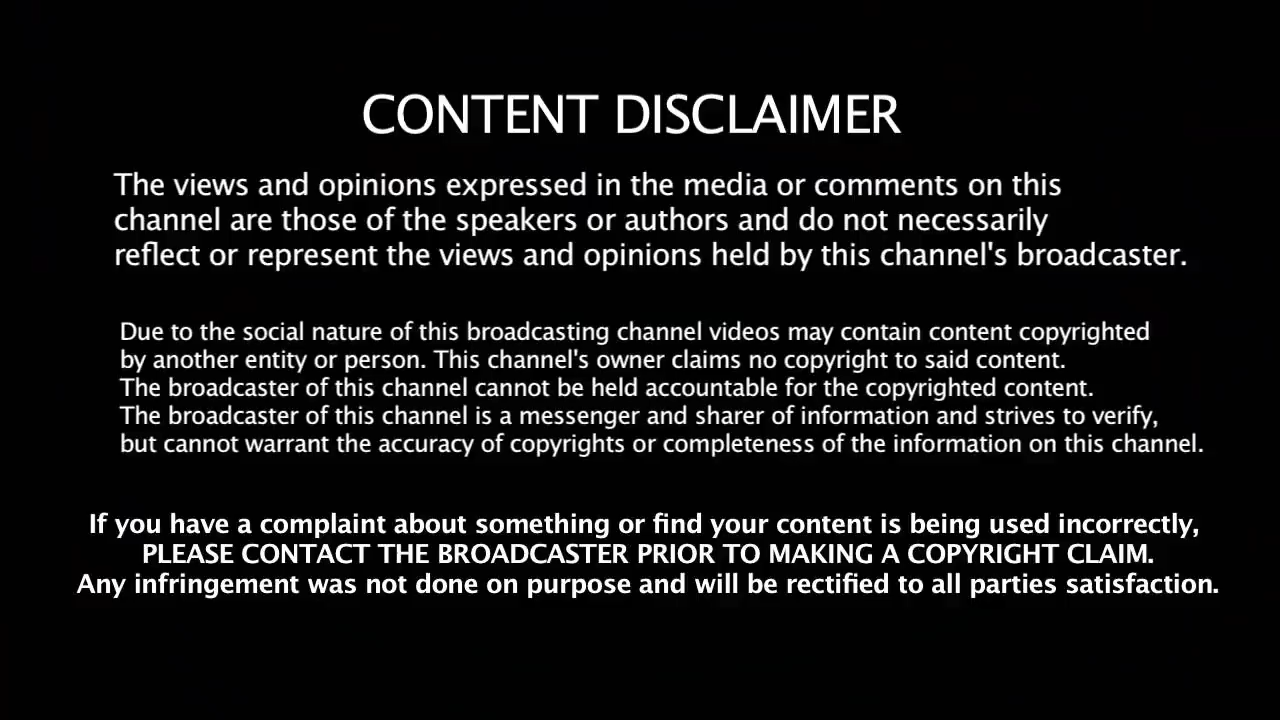 CONTENT DISCLAIMER
The views and opinions expressed in the media or comments on this
channel are those of the speakers or authors and do not necessarily
reflect or represent the views and opinions held by this channel's broadcaster.
Due to the social nature of this broadcasting channel videos may contain content copyrighted
by another entity or person. This channel's owner claims no copyright to said content.
The broadcaster of this channel cannot be held accountable for the copyrighted content.
The broadcaster of this channel is a messenger and sharer of information and strives to verify,
but cannot warrant the accuracy of copyrights or completeness of the information on this channel.
If you have a complaint about something or find your content is being used incorrectly,
PLEASE CONTACT THE BROADCASTER PRIOR TO MAKING A COPYRIGHT CLAIM.
Any infringement was not done on purpose and will be rectified to all parties satisfaction.